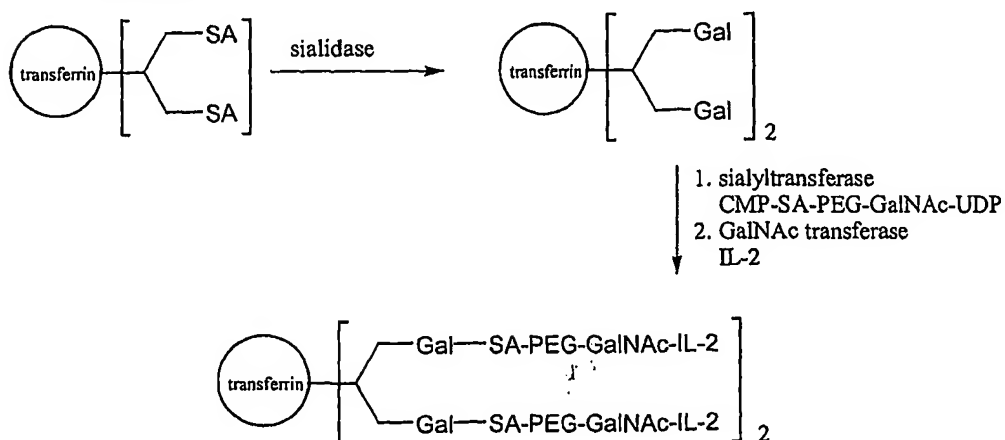 transferrin
SA
SA
sialidase
transferrin
Gal
Gal
2
1. sialyltransferase
CMP-SA-PEG-GalNAc-UDP
2. GalNAc transferase
IL-2
transferrin
Gal—SA-PEG-GalNAc-IL-2
Gal—SA-PEG-GalNAc-IL-2
2